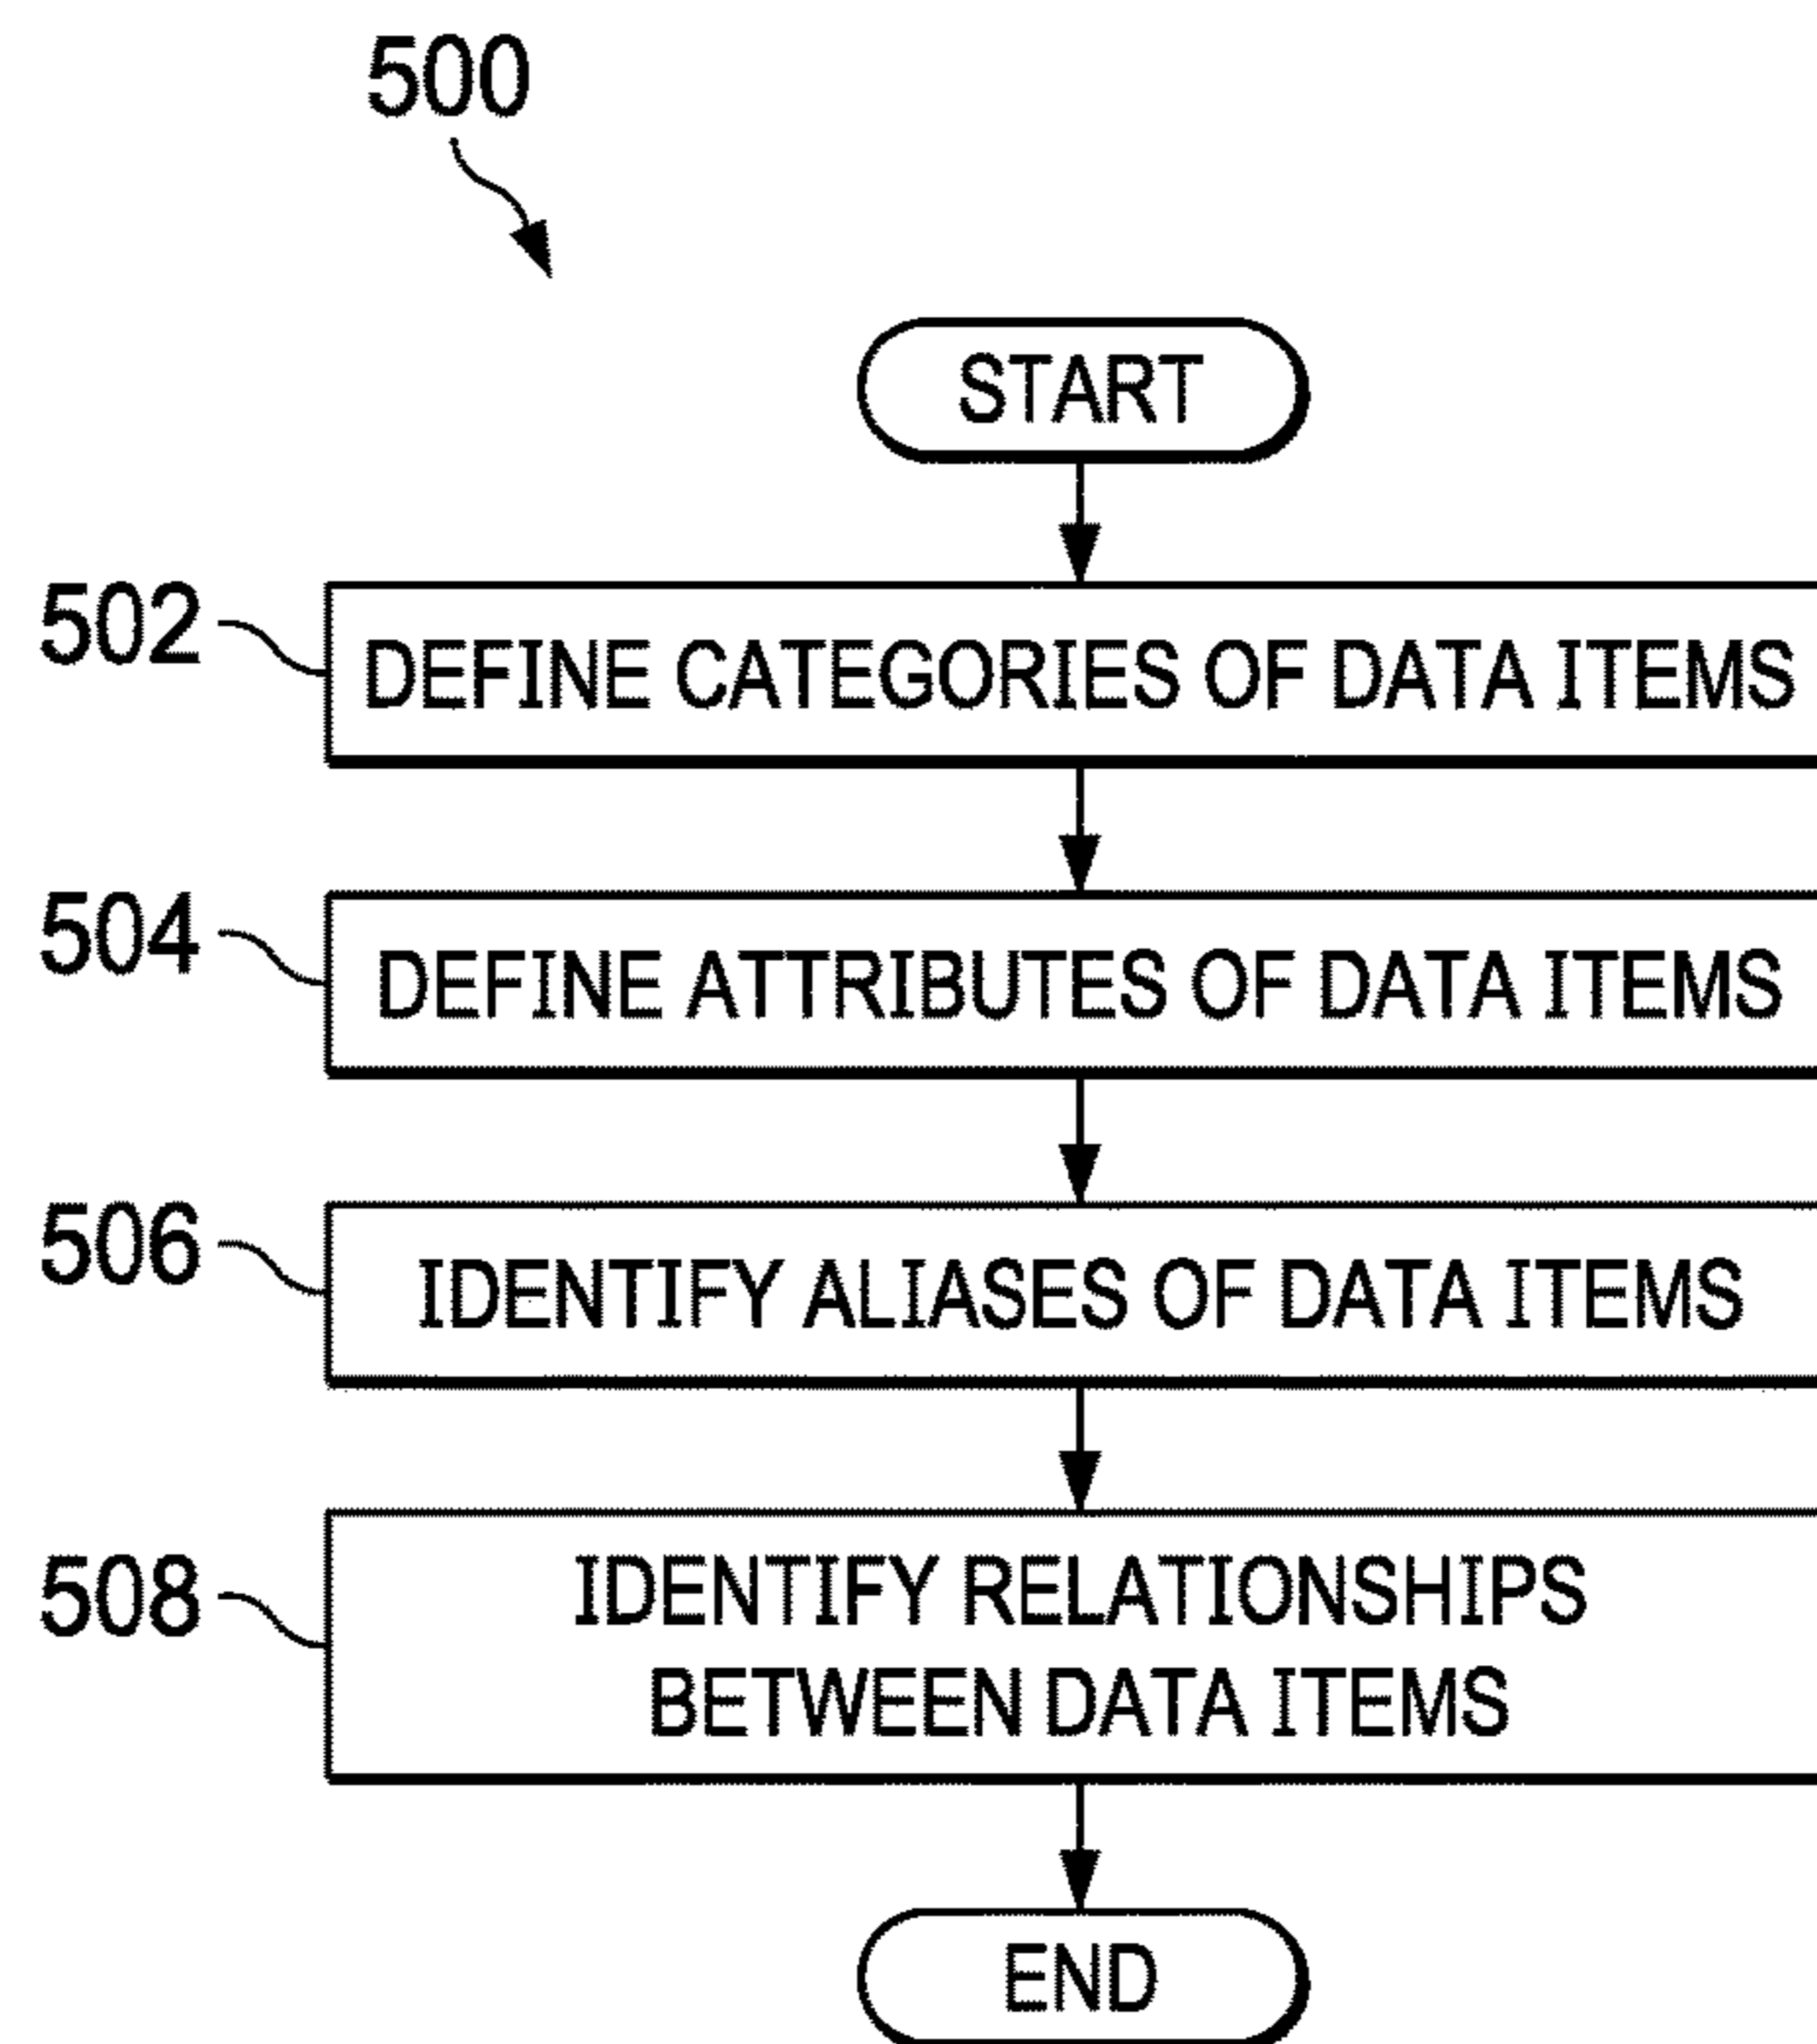 500
START
502
DEFINE CATEGORIES OF DATA ITEMS
504
DEFINE ATTRIBUTES OF DATA ITEMS
506
IDENTIFY ALIASES OF DATA ITEMS
508
IDENTIFY RELATIONSHIPS
BETWEEN DATA ITEMS
END